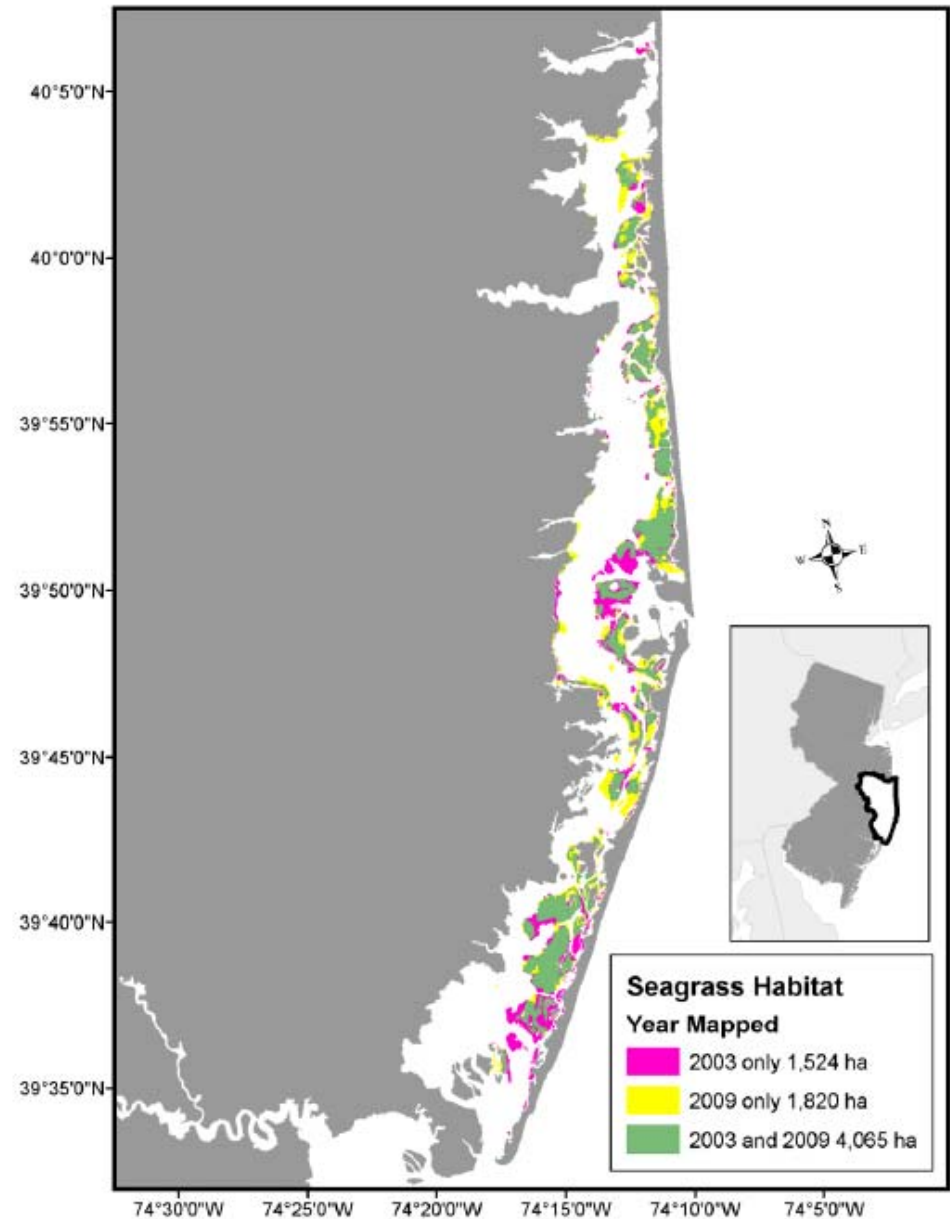 40°5'0"N
40°0'0"N
39°55'0"N
39°50'0"N
39°45'0"N
39°40'0"N
39°35'0"N
N
W E
S
Seagrass Habitat
Year Mapped
2003 only 1,524 ha
2009 only 1,820 ha
2003 and 2009 4,065 ha
74°30'0"W 74°25'0"W 74°20'0"W 74°15'0"W 74°10'0"W 74°5'0"W